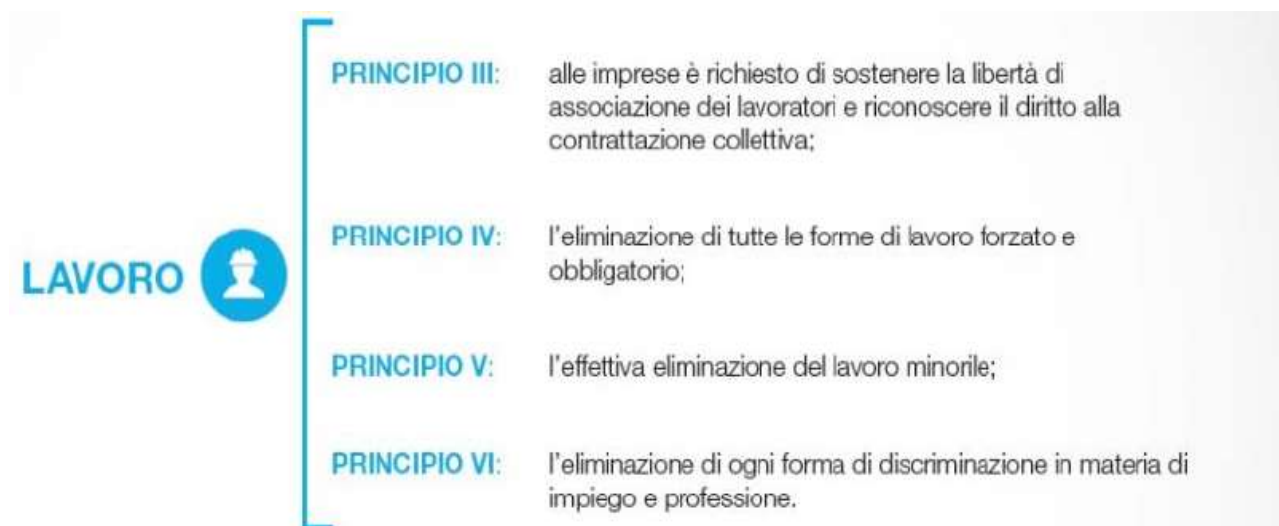 PRINCIPIO III:
alle imprese è richiesto di sostenere la libertà di
associazione dei lavoratori e riconoscere il diritto alla
contrattazione collettiva;
PRINCIPIO IV:
l'eliminazione di tutte le forme di lavoro forzato e
obbligatorio;
LAVORO
PRINCIPIO V:
l'effettiva eliminazione del lavoro minorile;
PRINCIPIO VI:
l'eliminazione di ogni forma di discriminazione in materia di
impiego e professione.